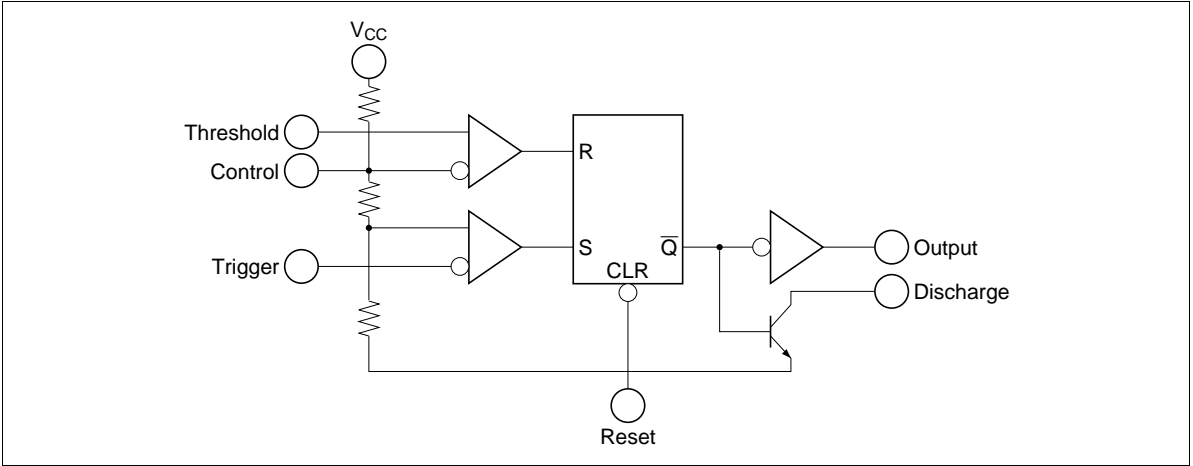 VCC
Threshold
Control
Trigger
R
S
Q̅
CLR
Output
Discharge
Reset